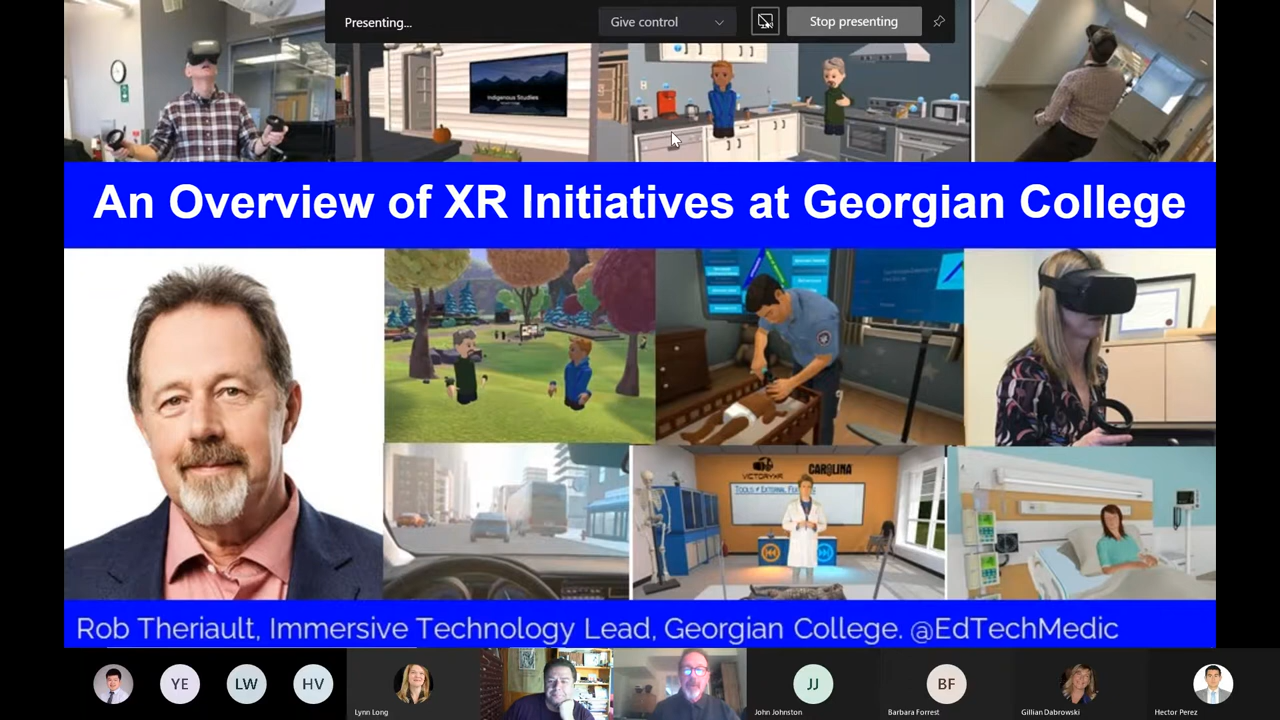 Presenting...
Give control
Stop presenting
Indigenous Studies
An Overview of XR Initiatives at Georgian College
VICTORYXR
CAROLINA
Rob Theriault, Immersive Technology Lead, Georgian College. @EdTechMedic
YE
LW
HV
Lynn Long
JJ
John Johnston
BF
Barbara Forrest
Gillian Dabrowski
Hector Perez